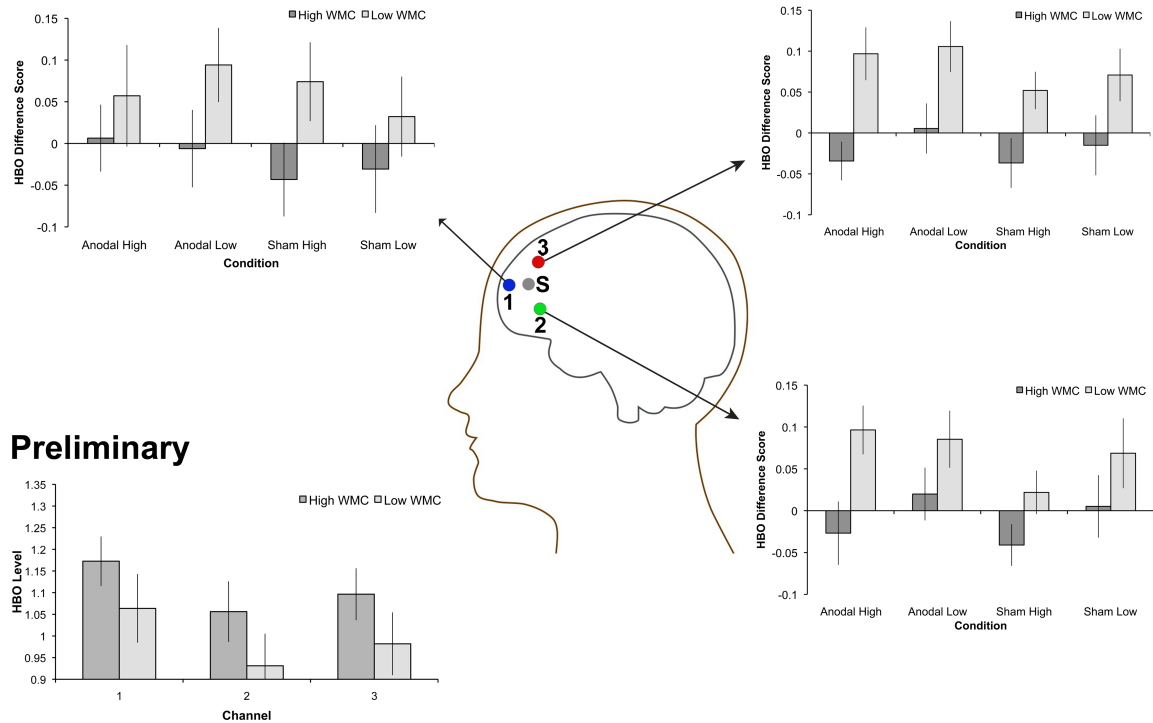 High WMC Low WMC
HBO Difference Score
0.15
0.1
0.05
0
-0.05
-0.1
Anodal High Anodal Low Sham High Sham Low
Condition
High WMC Low WMC
HBO Difference Score
0.15
0.1
0.05
0
-0.05
-0.1
Anodal High Anodal Low Sham High Sham Low
Condition
3
S
1
2
High WMC Low WMC
HBO Difference Score
0.15
0.1
0.05
0
-0.05
-0.1
Anodal High Anodal Low Sham High Sham Low
Condition
Preliminary
High WMC Low WMC
HBO Level
1.35
1.3
1.25
1.2
1.15
1.1
1.05
1
0.95
0.9
1 2 3
Channel